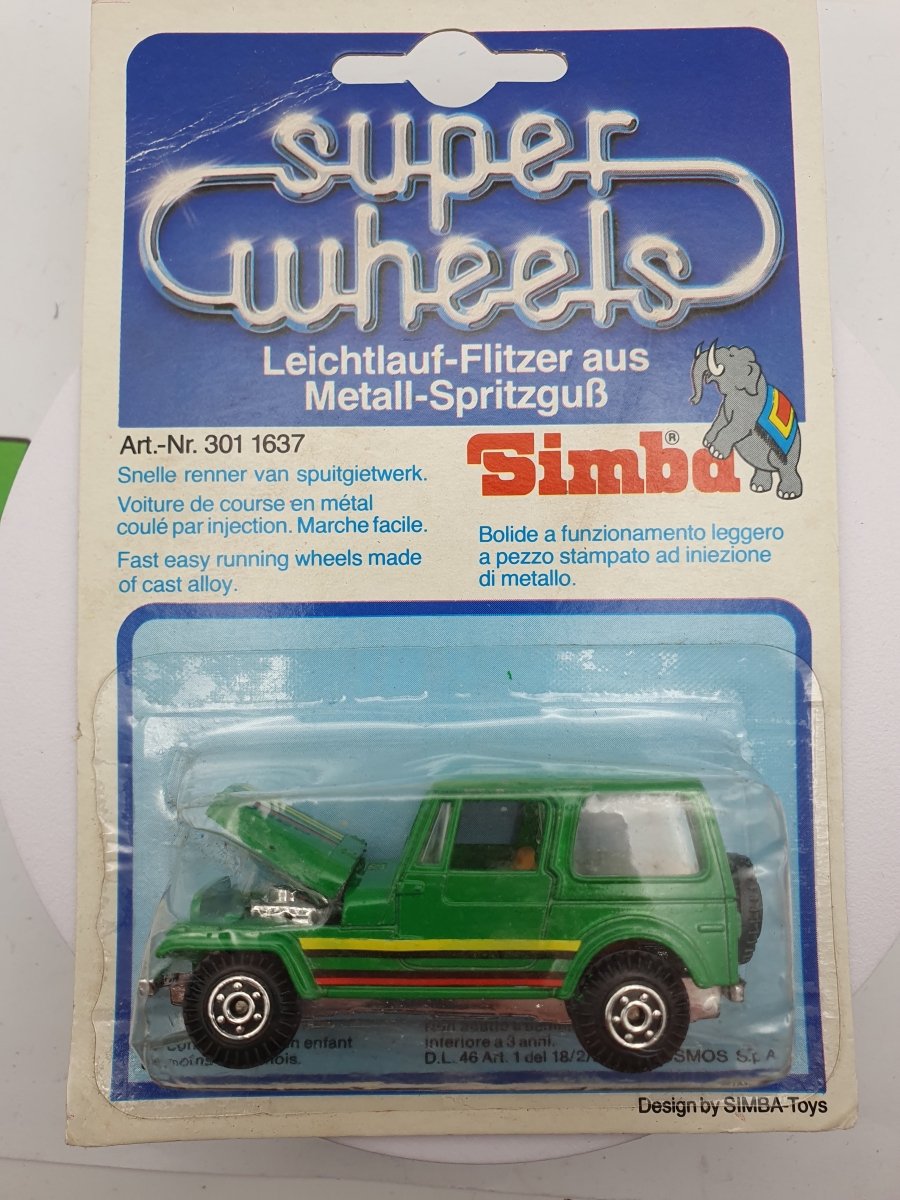 super
wheels
Leichtlauf-Flitzer aus
Metall-Spritzguß
Art.-Nr. 301 1637
Simba®
Snelle renner van spuitgietwerk.
Voiture de course en métal
coulé par injection. Marche facile.
Fast easy running wheels made
of cast alloy.
Bolide a funzionamento leggero
a pezzo stampato ad iniezione
di metallo.
enfant
inferiore a 3 anni.
D.L. 46 Art. 1 del 18/2/
SMOS S.p.A.
Design by SIMBA-Toys